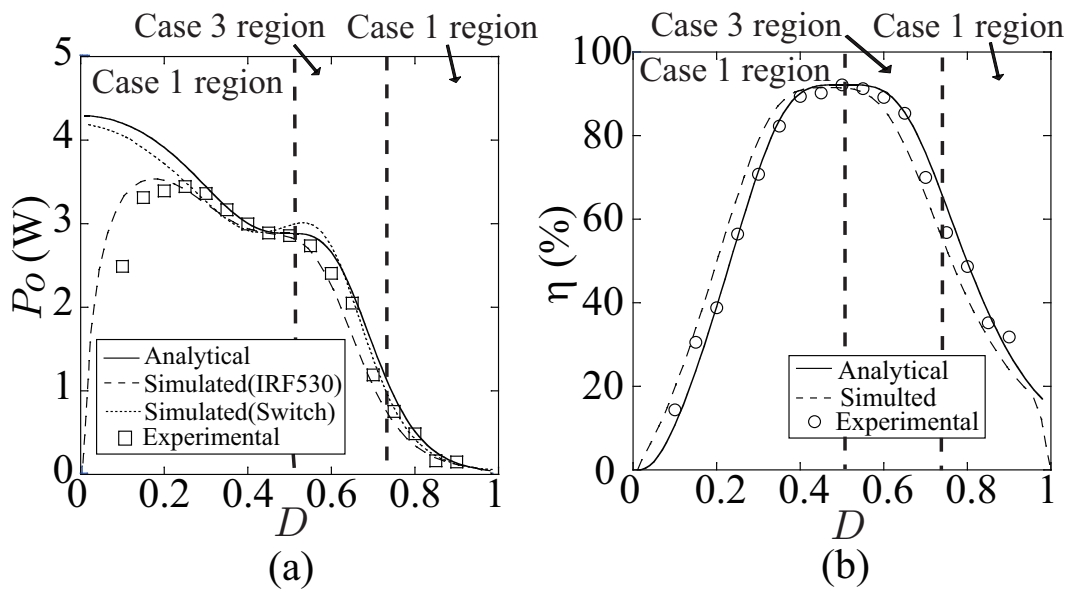 Case 3 region
Case 1 region
Case 1 region
5
4
3
2
1
0
Po (W)
Analytical
Simulated(IRF530)
Simulated(Switch)
Experimental
0 0.2 0.4 0.6 0.8 1
D
(a)
Case 3 region
Case 1 region
Case 1 region
100
80
60
40
20
0
η (%)
Analytical
Simulted
Experimental
0 0.2 0.4 0.6 0.8 1
D
(b)